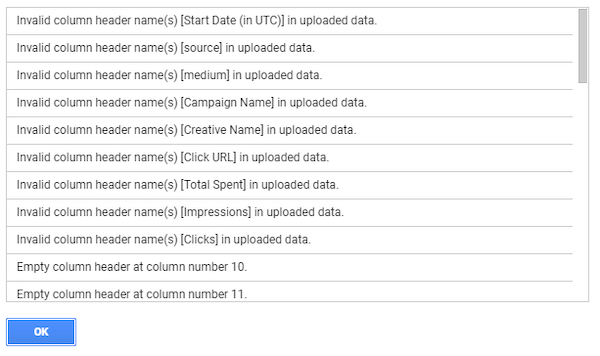 Invalid column header name(s) [Start Date (in UTC)] in uploaded data.
Invalid column header name(s) [source] in uploaded data.
Invalid column header name(s) [medium] in uploaded data.
Invalid column header name(s) [Campaign Name] in uploaded data.
Invalid column header name(s) [Creative Name] in uploaded data.
Invalid column header name(s) [Click URL] in uploaded data.
Invalid column header name(s) [Total Spent] in uploaded data.
Invalid column header name(s) [Impressions] in uploaded data.
Invalid column header name(s) [Clicks] in uploaded data.
Empty column header at column number 10.
Empty column header at column number 11.
OK